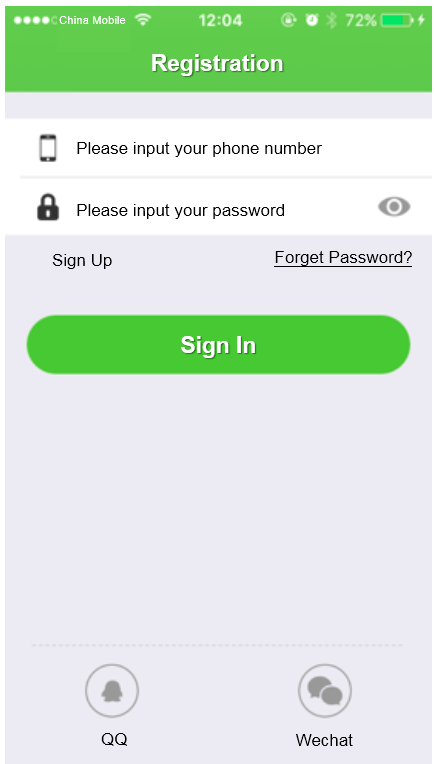 China Mobile 12:04 72%
Registration
Please input your phone number
Please input your password
Sign Up Forget Password?
Sign In
QQ Wechat